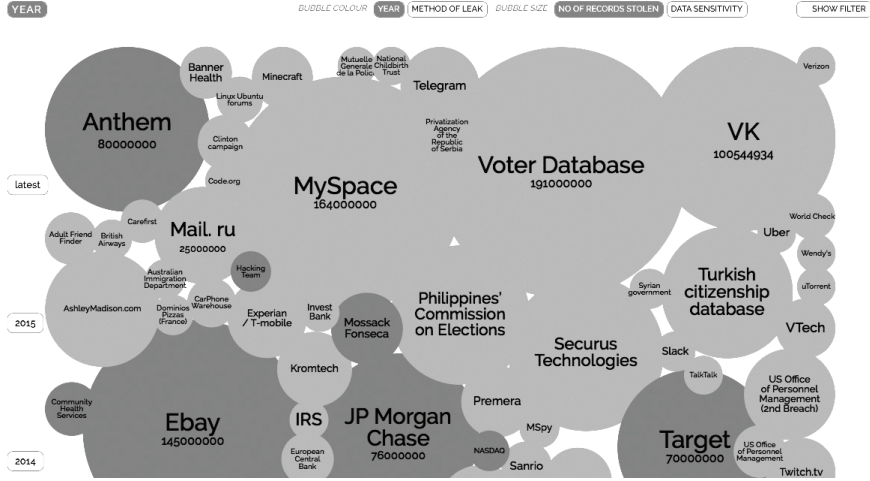 YEAR
BUBBLE COLOUR YEAR METHOD OF LEAK BUBBLE SIZE NO OF RECORDS STOLEN DATA SENSITIVITY SHOW FILTER
Anthem
80000000
Banner
Health
Linux Ubuntu
forums
Minecraft
Mutuelle
Generale
de la Polic
National
Childbirth
Trust
Telegram
Privatization
Agency
of the
Republic
of Serbia
Clinton
campaign
Code.org
MySpace
164000000
Voter Database
191000000
VK
100544934
Verizon
latest
Adult Friend
Finder
British
Airways
Carefirst
Mail. ru
25000000
Australian
Immigration
Department
Hacking
Team
World Check
Uber
Wendy's
uTorrent
Syrian
government
Turkish
citizenship
database
VTech
AshleyMadison.com
Dominios
Pizzas
(France)
CarPhone
Warehouse
Experian
/ T-mobile
Invest
Bank
Mossack
Fonseca
Philippines'
Commission
on Elections
Securus
Technologies
Slack
TalkTalk
2015
Kromtech
Premera
US Office
of Personnel
Management
(2nd Breach)
Community
Health
Services
Ebay
145000000
IRS
JP Morgan
Chase
76000000
MSpy
NASDAQ
Target
70000000
US Office
of Personnel
Management
2014
European
Central
Bank
Sanrio
Twitch.tv